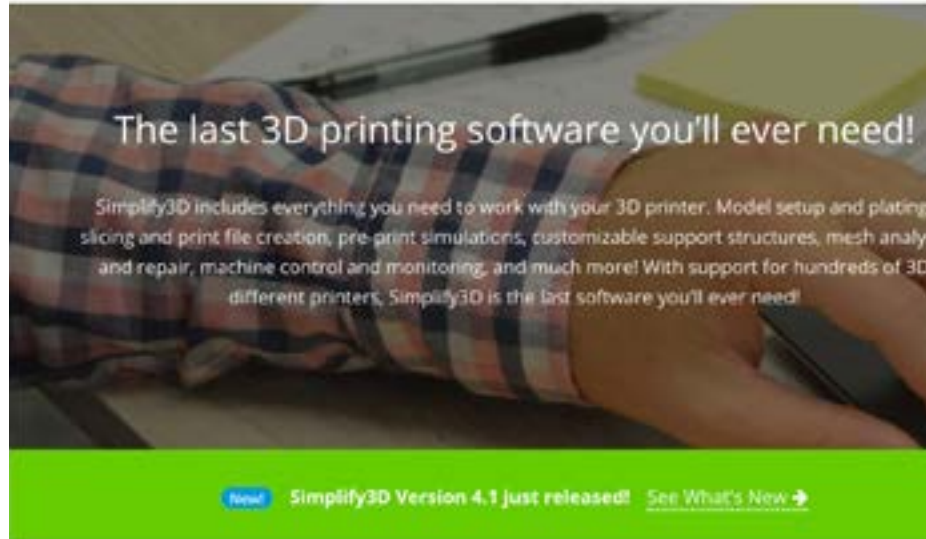 The last 3D printing software you'll ever need!
Simplify3D includes everything you need to work with your 3D printer. Model setup and plating
slicing and print file creation, pre-print simulations, customizable support structures, mesh analy
and repair, machine control and monitoring, and much more! With support for hundreds of 3D
different printers, Simplify3D is the last software you'll ever need!
New! Simplify3D Version 4.1 just released! See What's New →